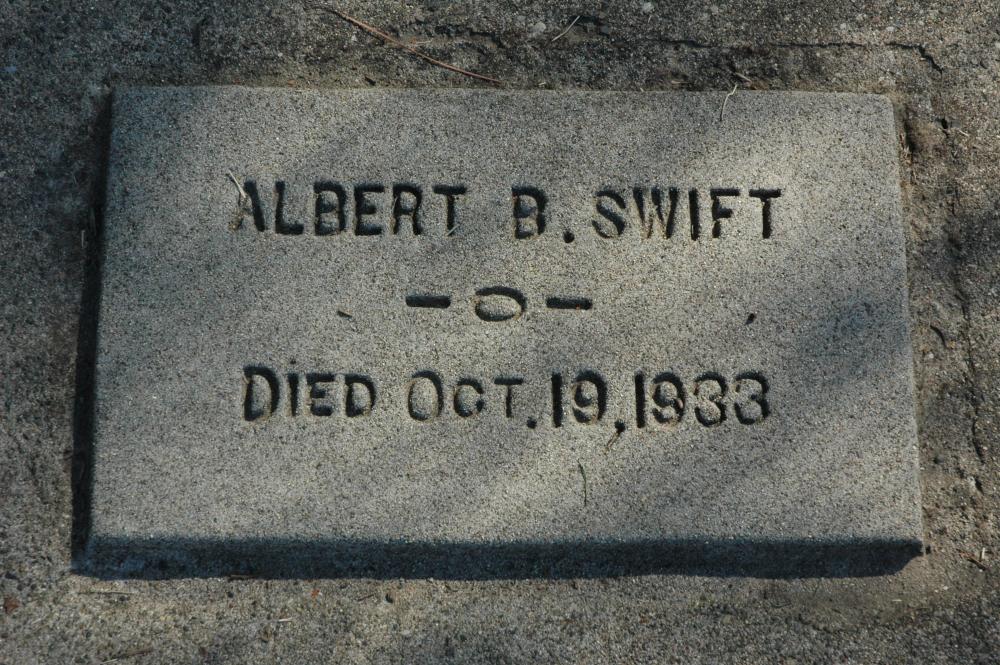 ALBERT B. SWIFT
-O-
DIED OCT. 19, 1933